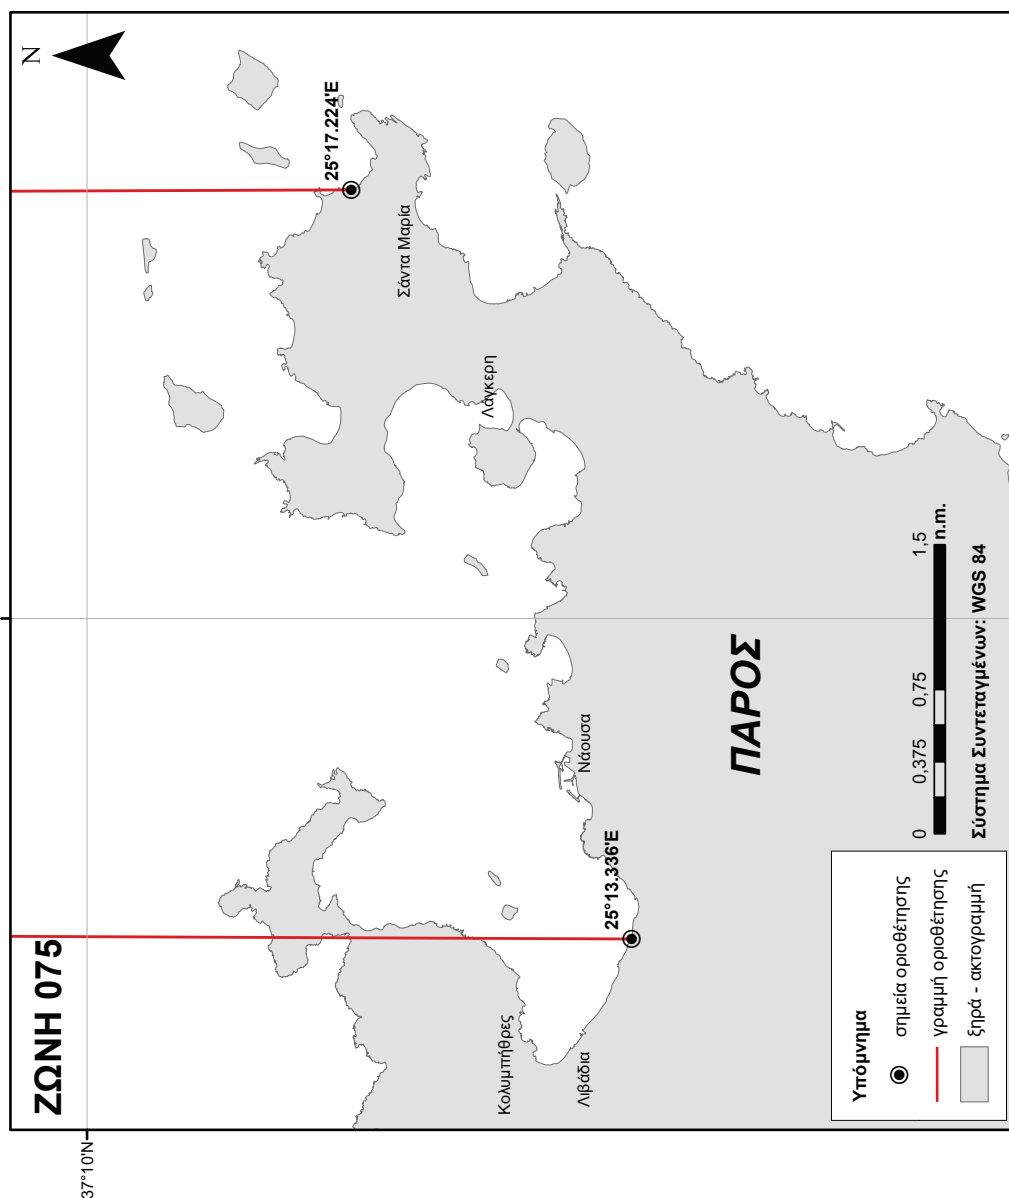 ΖΩΝΗ 075
N
37°10'N
25°17.224'E
Σάντα Μαρία
Λάγκερη
Νάουσα
25°13.336'E
Κολυμπήθρες
Λιβάδια
ΠΑΡΟΣ
0 0,375 0,75 1,5
n.m.
Σύστημα Συντεταγμένων: WGS 84
Υπόμνημα
σημεία οριοθέτησης
γραμμή οριοθέτησης
ξηρά - ακτογραμμή